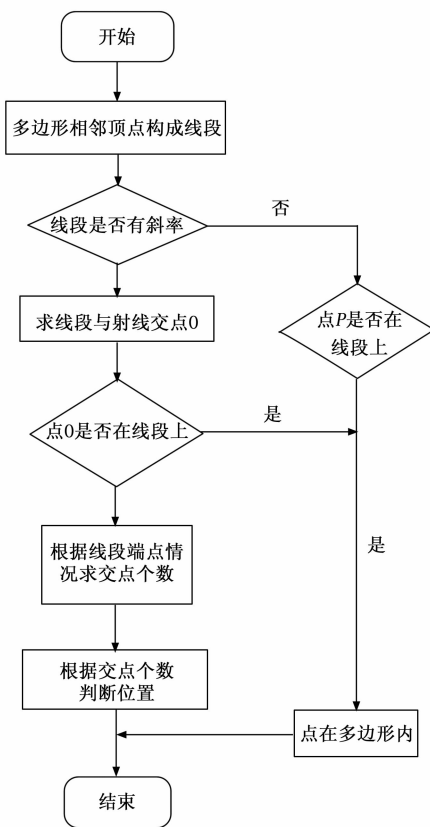 开始
多边形相邻顶点构成线段
线段是否有斜率
否
求线段与射线交点0
点P是否在
线段上
点0是否在线段上
是
根据线段端点情
况求交点个数
是
根据交点个数
判断位置
点在多边形内
结束